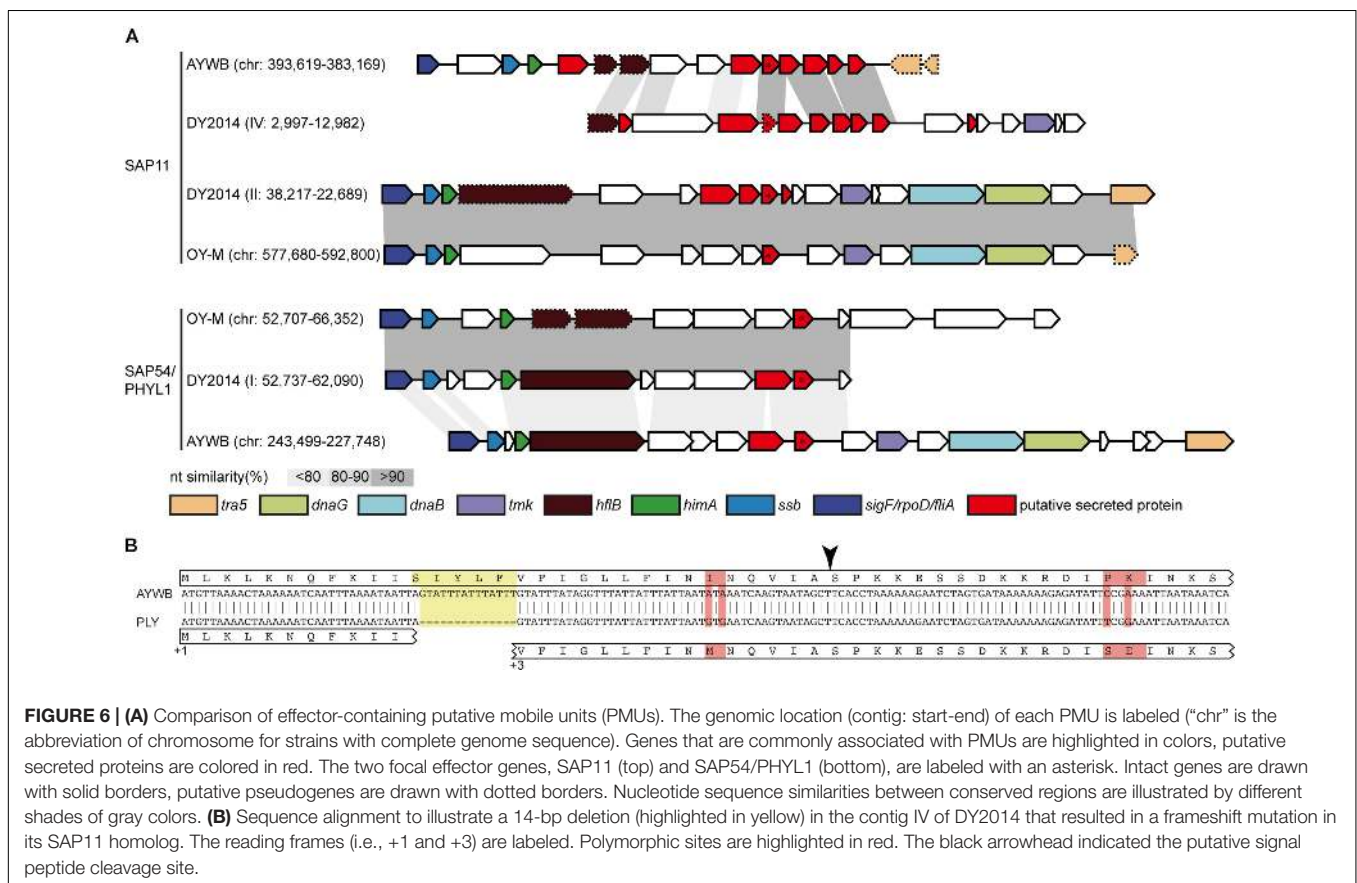 A
SAP11
AYWB (chr: 393,619-383,169)
DY2014 (IV: 2,997-12,982)
DY2014 (II: 38,217-22,689)
OY-M (chr: 577,680-592,800)
SAP54/
PHYL1
OY-M (chr: 52,707-66,352)
DY2014 (I: 52,737-62,090)
AYWB (chr: 243,499-227,748)
nt similarity(%) <80 80-90 >90
tra5 dnaG dnaB tmk hflB himA ssb sigF/rpoD/fliA putative secreted protein
B
M L K L K N Q F K I I S I Y L F V F I G L L F I N I N Q V I A S P K K E S S D K K R D I P K I N K S
AYWB ATGTTAAAACTAAAAAATCAATTTAAAATAATTAGTATTTATTTATTTGTATTTATAGGTTTATTATTTATTAATATAAATCAAGTAATAGCTTCACCTAAAAAAGAATCTAGTGATAAAAAAAGAGATATTCCGAAAATTAATAAATCA
PLY ATGTTAAAACTAAAAAATCAATTTAAAATAATTA--------------GTATTTATAGGTTTATTATTTATTAATGTGAATCAAGTAATAGCTTCACCTAAAAAAGAATCTAGTGATAAAAAAAGAGATATTTCGGAAATTAATAAATCA
M L K L K N Q F K I I
+1
V F I G L L F I N M N Q V I A S P K K E S S D K K R D I S E I N K S
+3
FIGURE 6 | (A) Comparison of effector-containing putative mobile units (PMUs). The genomic location (contig: start-end) of each PMU is labeled (“chr” is the
abbreviation of chromosome for strains with complete genome sequence). Genes that are commonly associated with PMUs are highlighted in colors, putative
secreted proteins are colored in red. The two focal effector genes, SAP11 (top) and SAP54/PHYL1 (bottom), are labeled with an asterisk. Intact genes are drawn
with solid borders, putative pseudogenes are drawn with dotted borders. Nucleotide sequence similarities between conserved regions are illustrated by different
shades of gray colors. (B) Sequence alignment to illustrate a 14-bp deletion (highlighted in yellow) in the contig IV of DY2014 that resulted in a frameshift mutation in
its SAP11 homolog. The reading frames (i.e., +1 and +3) are labeled. Polymorphic sites are highlighted in red. The black arrowhead indicated the putative signal
peptide cleavage site.